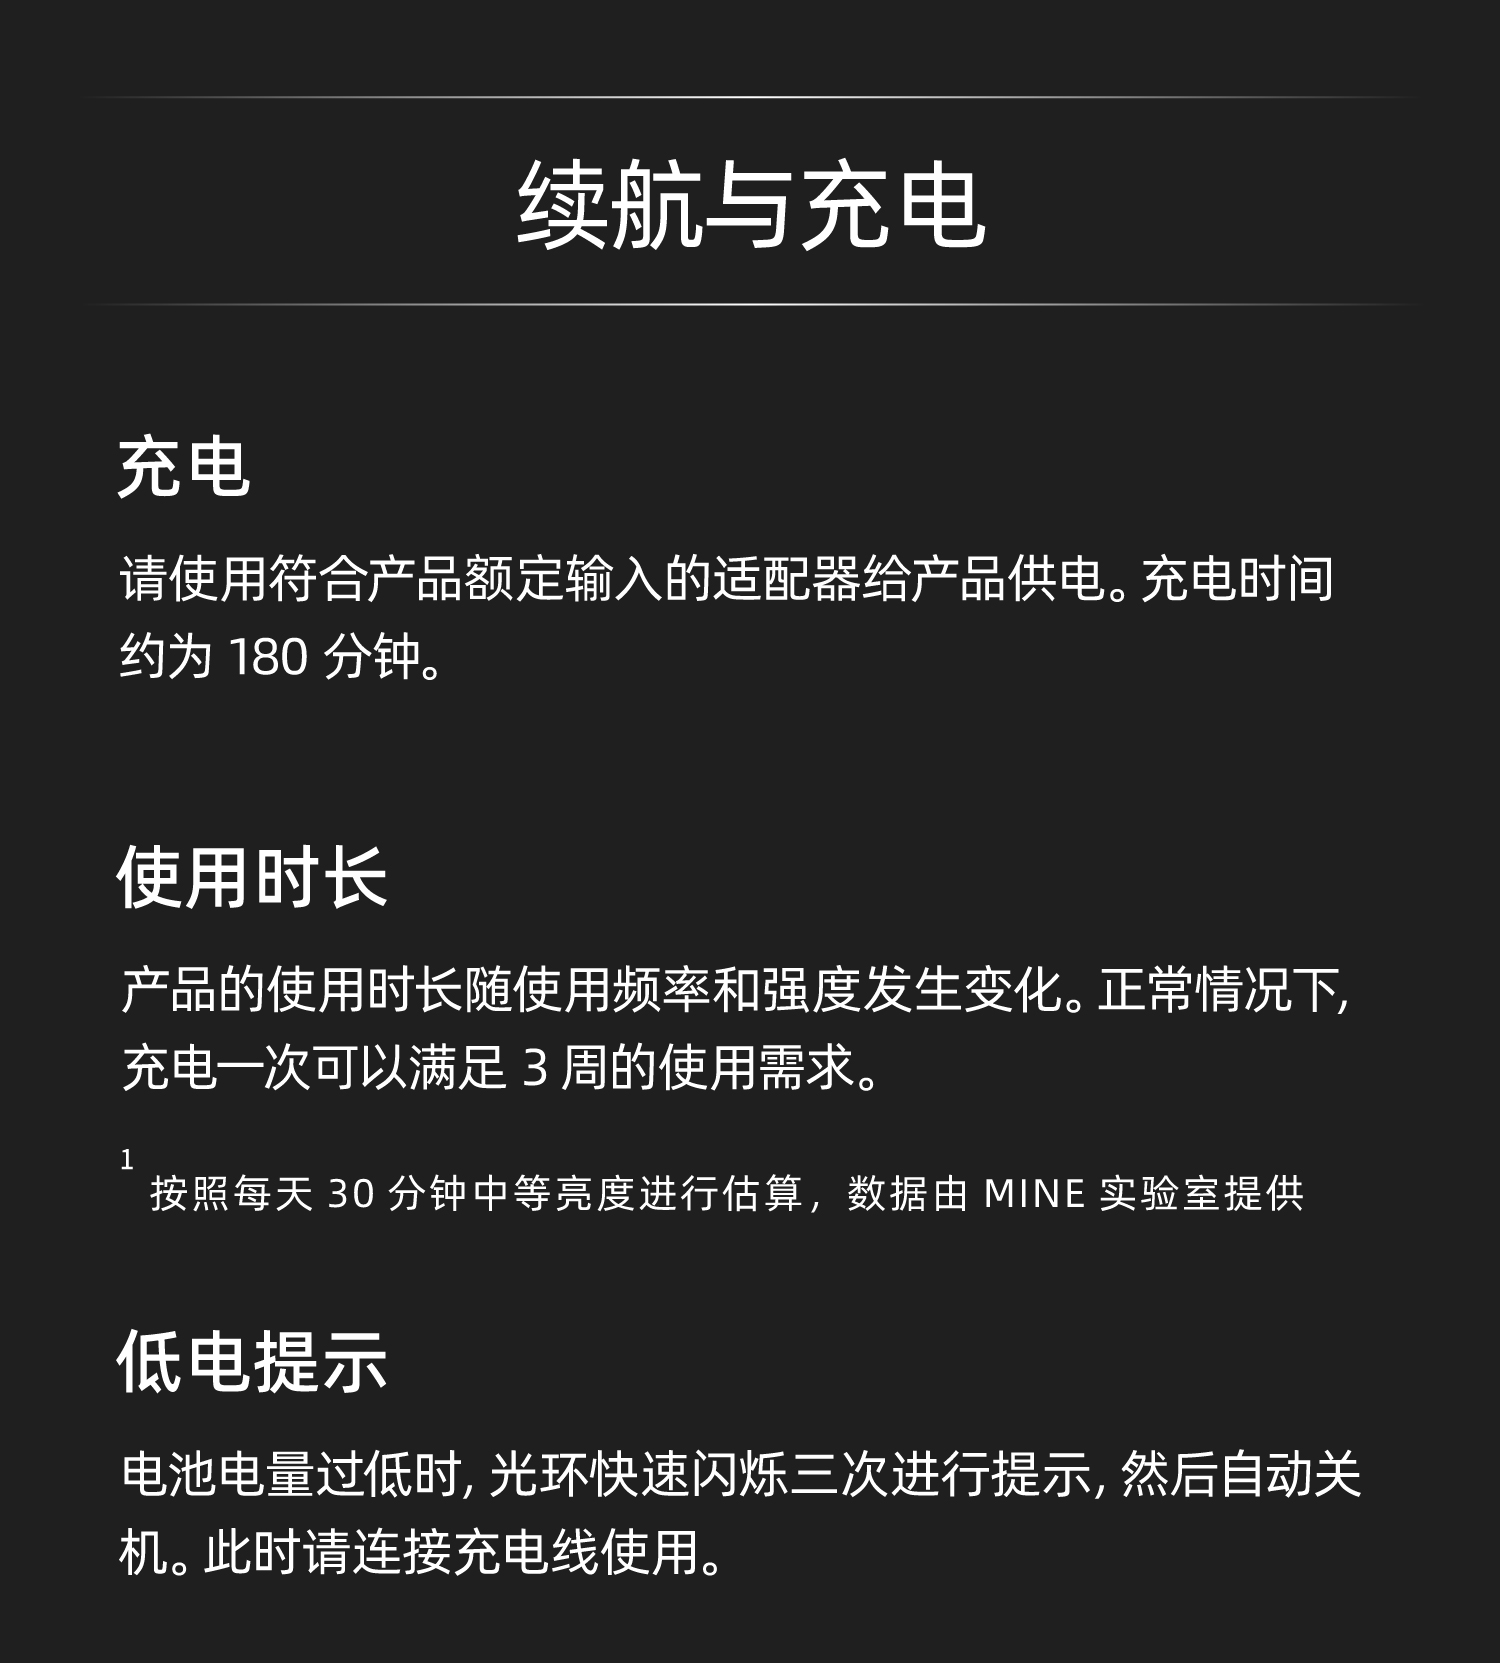 续航与充电
充电
请使用符合产品额定输入的适配器给产品供电。充电时间
约为 180 分钟。
使用时长
产品的使用时长随使用频率和强度发生变化。正常情况下,
充电一次可以满足 3 周的使用需求。
1 按照每天 30 分钟中等亮度进行估算，数据由 MINE 实验室提供
低电提示
电池电量过低时, 光环快速闪烁三次进行提示, 然后自动关
机。此时请连接充电线使用。